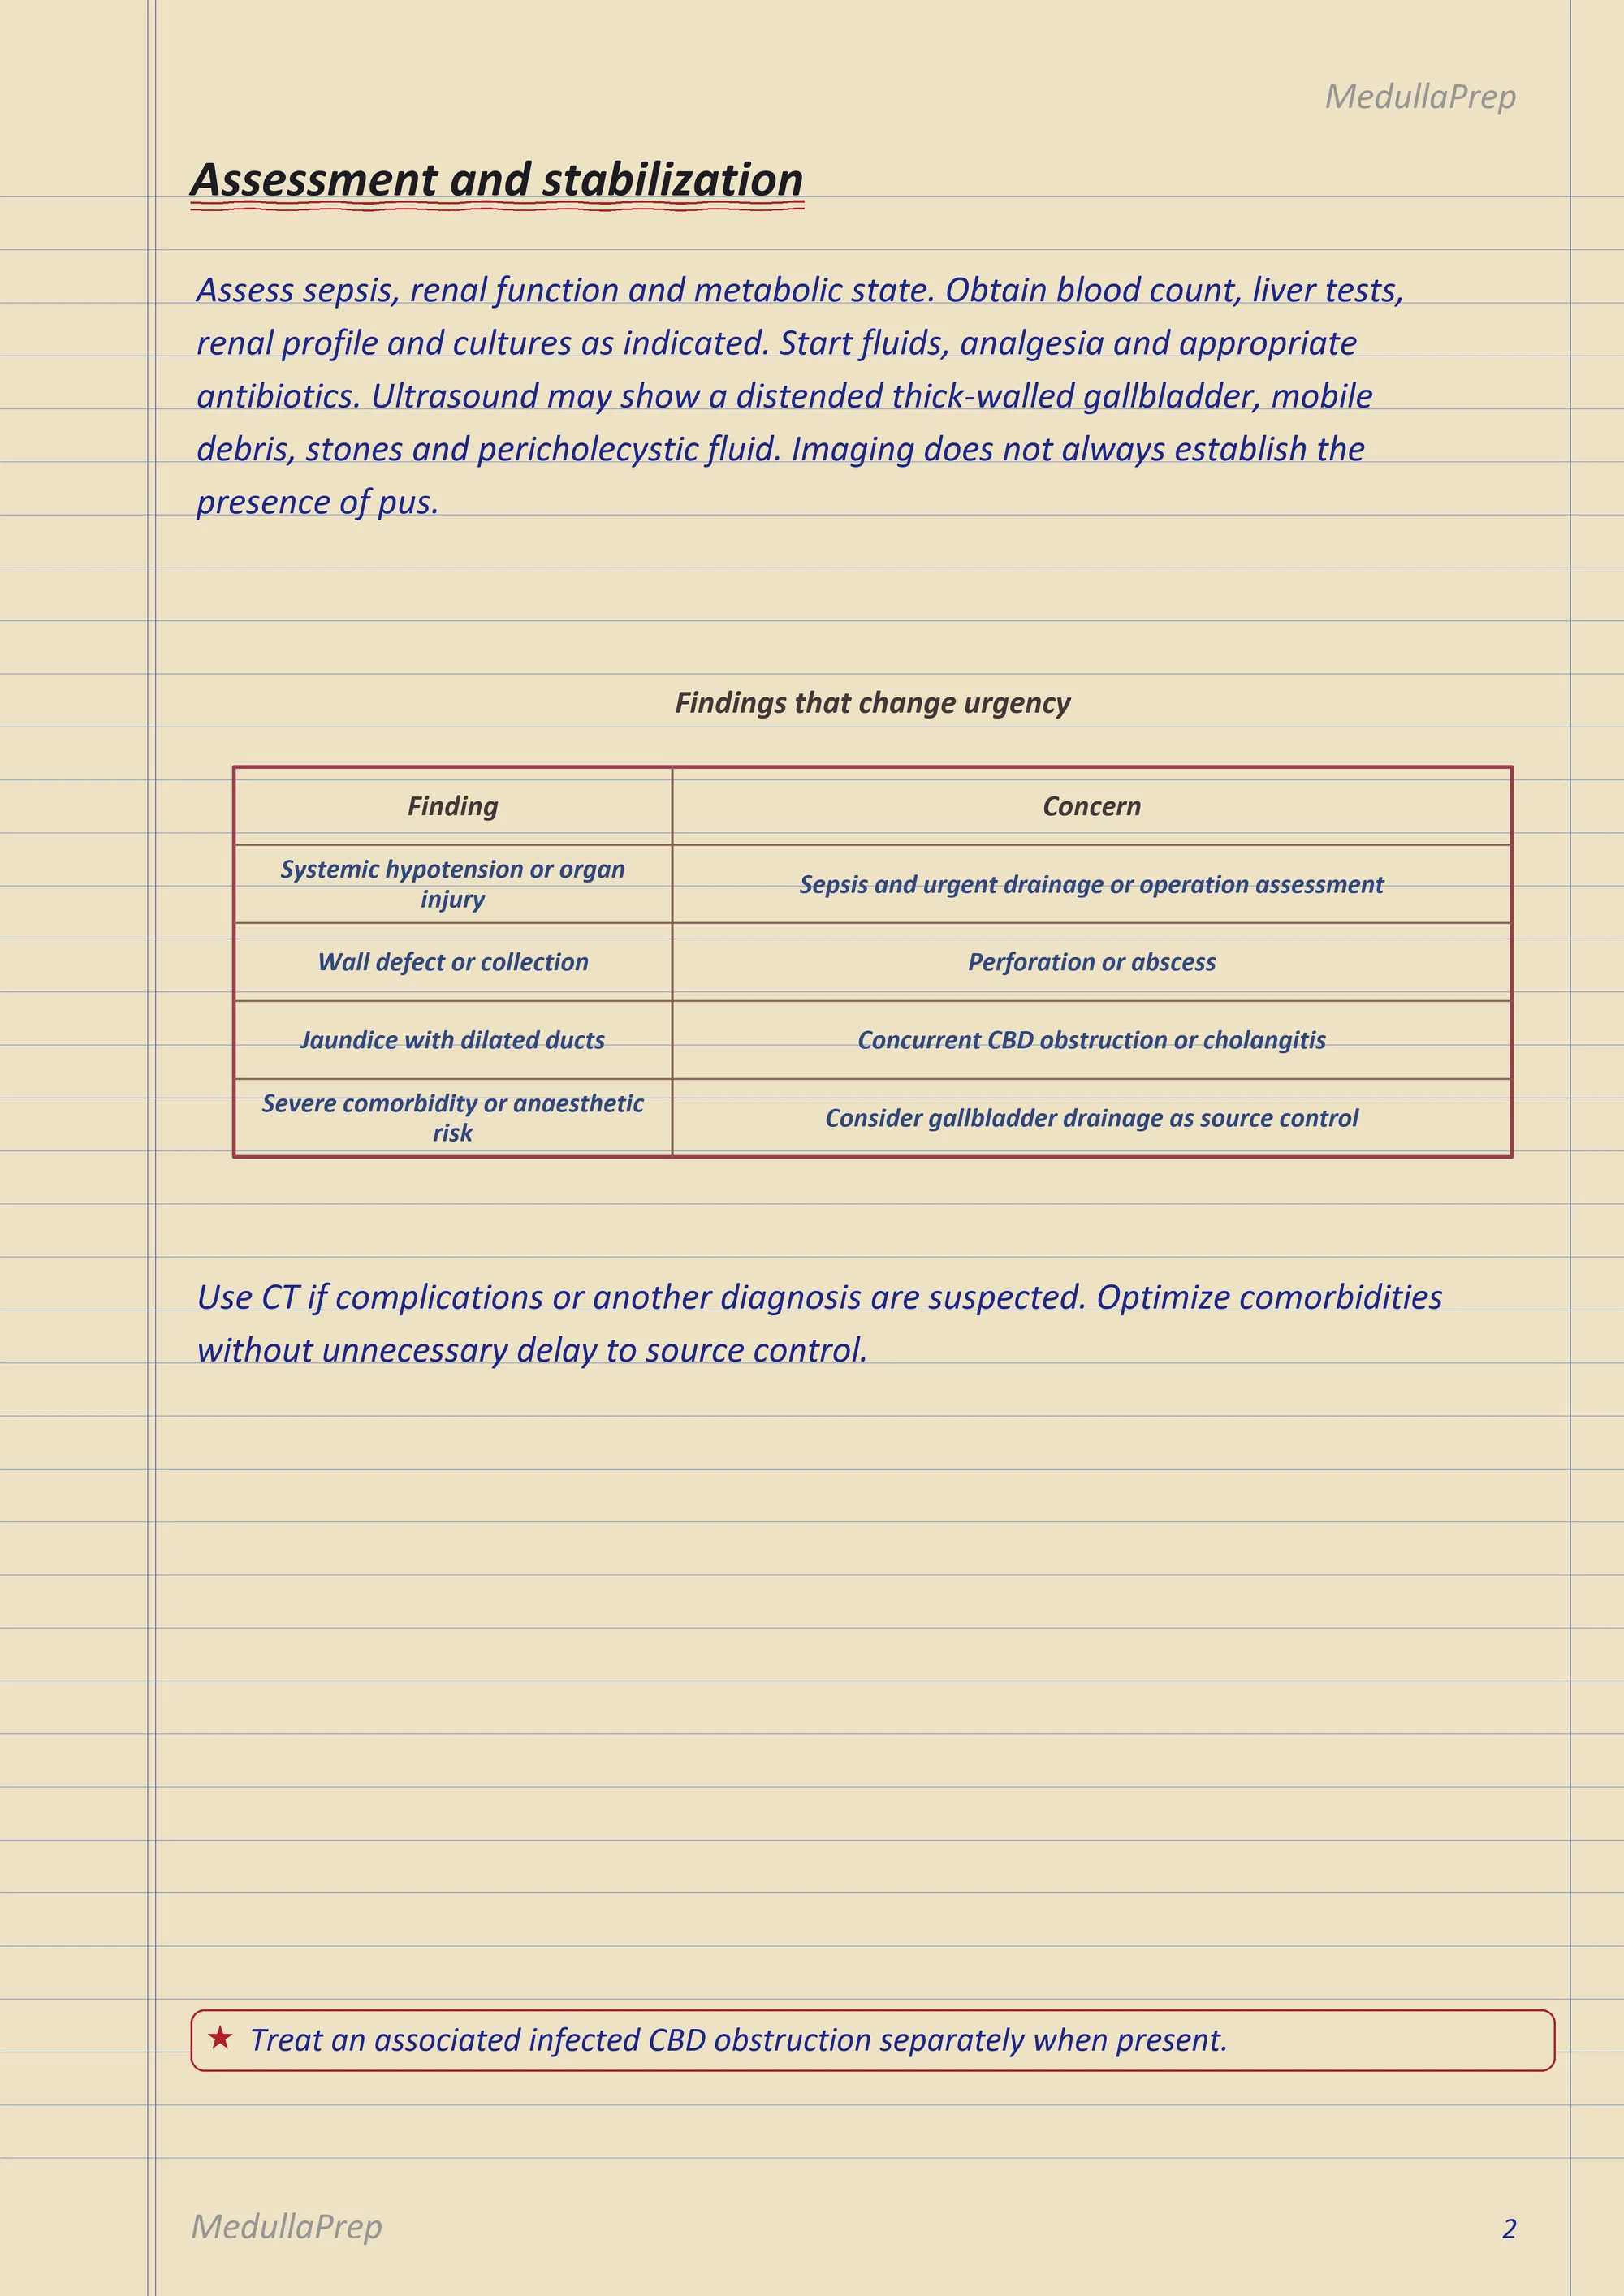 MedullaPrep
Assessment and stabilization
Assess sepsis, renal function and metabolic state. Obtain blood count, liver tests,
renal profile and cultures as indicated. Start fluids, analgesia and appropriate
antibiotics. Ultrasound may show a distended thick-walled gallbladder, mobile
debris, stones and pericholecystic fluid. Imaging does not always establish the
presence of pus.
Findings that change urgency
Finding Concern
Systemic hypotension or organ
injury
Sepsis and urgent drainage or operation assessment
Wall defect or collection Perforation or abscess
Jaundice with dilated ducts Concurrent CBD obstruction or cholangitis
Severe comorbidity or anaesthetic
risk
Consider gallbladder drainage as source control
Use CT if complications or another diagnosis are suspected. Optimize comorbidities
without unnecessary delay to source control.
★ Treat an associated infected CBD obstruction separately when present.
MedullaPrep 2